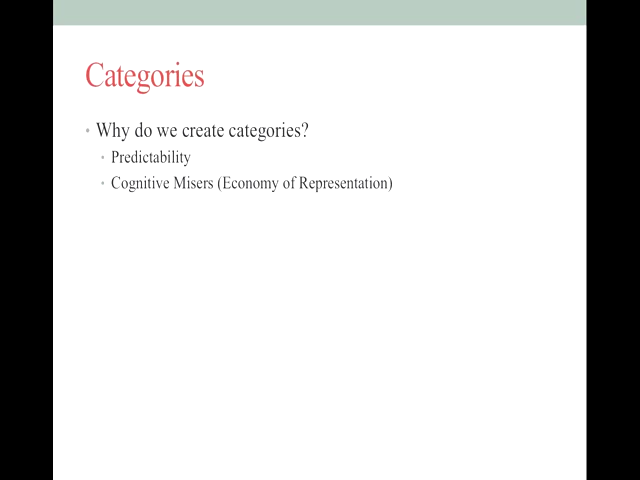 Categories
Why do we create categories?
Predictability
Cognitive Misers (Economy of Representation)